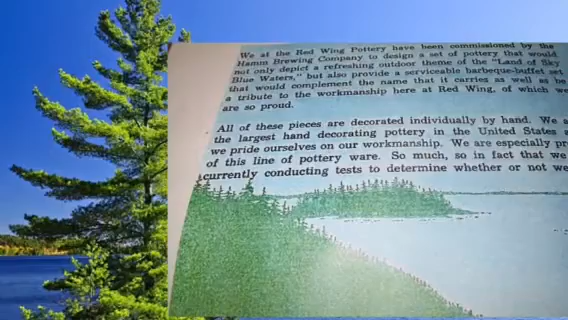 We at the Red Wing Pottery have been commissioned by the
Hamm Brewing Company to design a set of pottery that would
not only depict a refreshing outdoor theme of the "Land of Sky
Blue Waters," but also provide a serviceable barbeque-buffet set
that would complement the name that it carries as well as be
a tribute to the workmanship here at Red Wing, of which we
are so proud.
All of these pieces are decorated individually by hand. We a
the largest hand decorating pottery in the United States a
we pride ourselves on our workmanship. We are especially pr
of this line of pottery ware. So much, so in fact that we
currently conducting tests to determine whether or not we